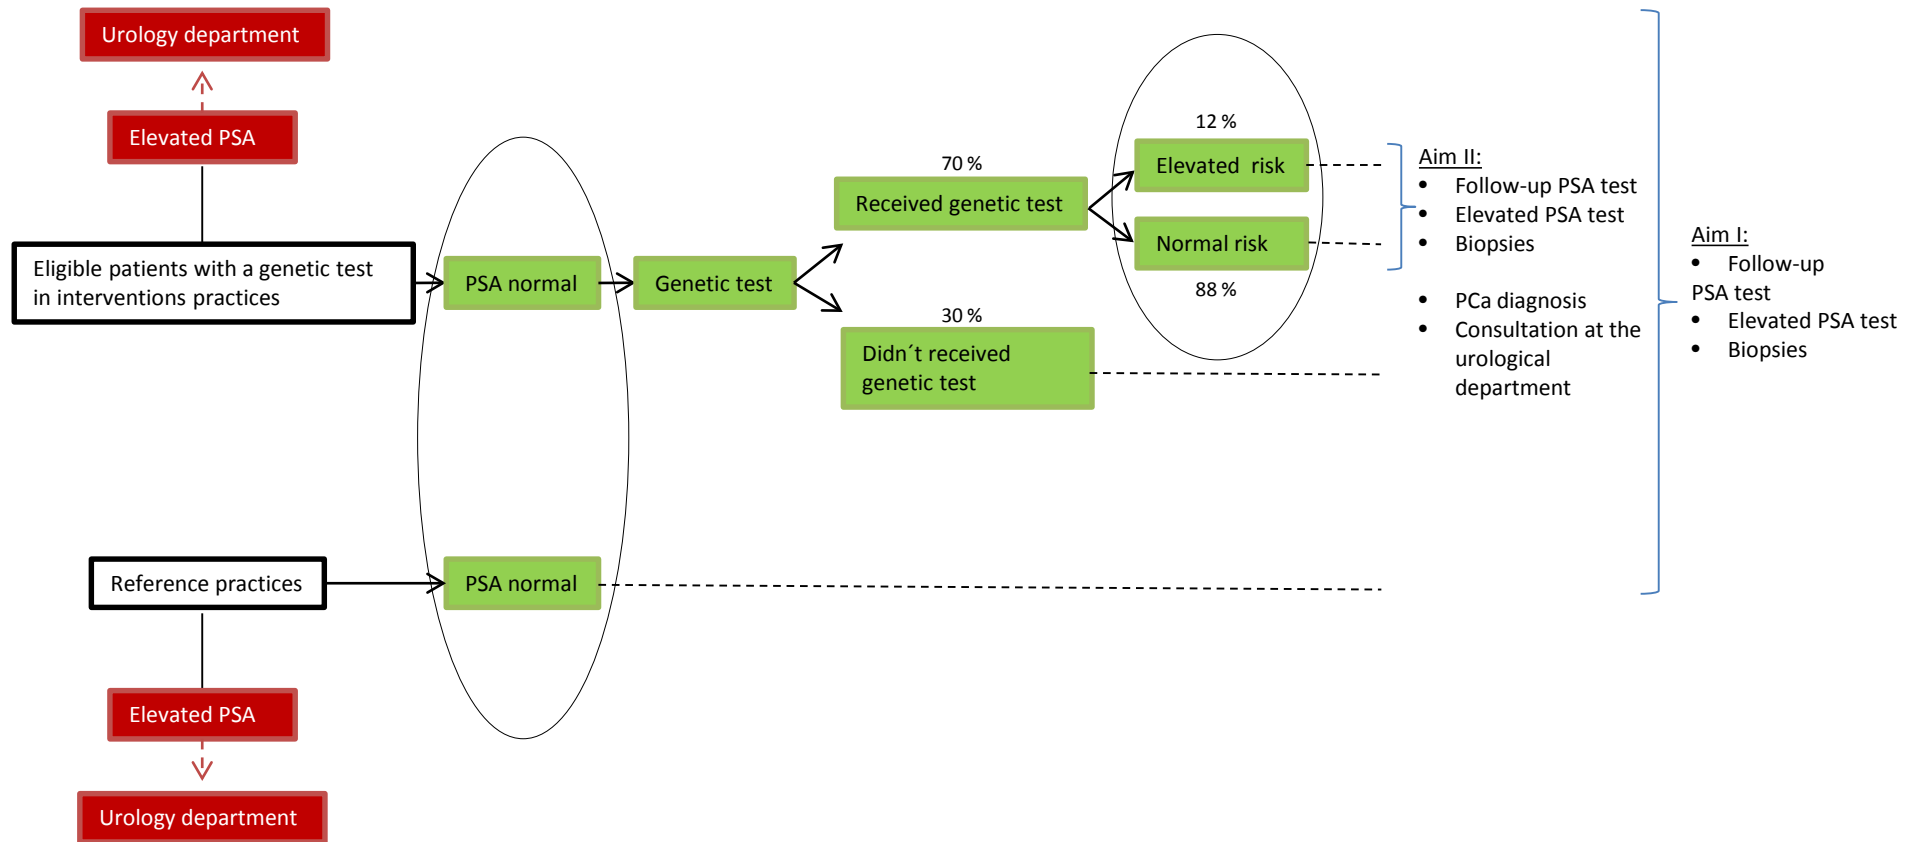 Urology department
Elevated PSA
Eligible patients with a genetic test
in interventions practices
PSA normal
Genetic test
70 %
Received genetic test
30 %
Didn´t received
genetic test
12 %
Elevated  risk
Normal risk
88 %
Aim II:
• Follow-up PSA test
• Elevated PSA test
• Biopsies
• PCa diagnosis
• Consultation at the
urological
department
Aim I:
• Follow-up
PSA test
• Elevated PSA test
• Biopsies
Reference practices
PSA normal
Elevated PSA
Urology department